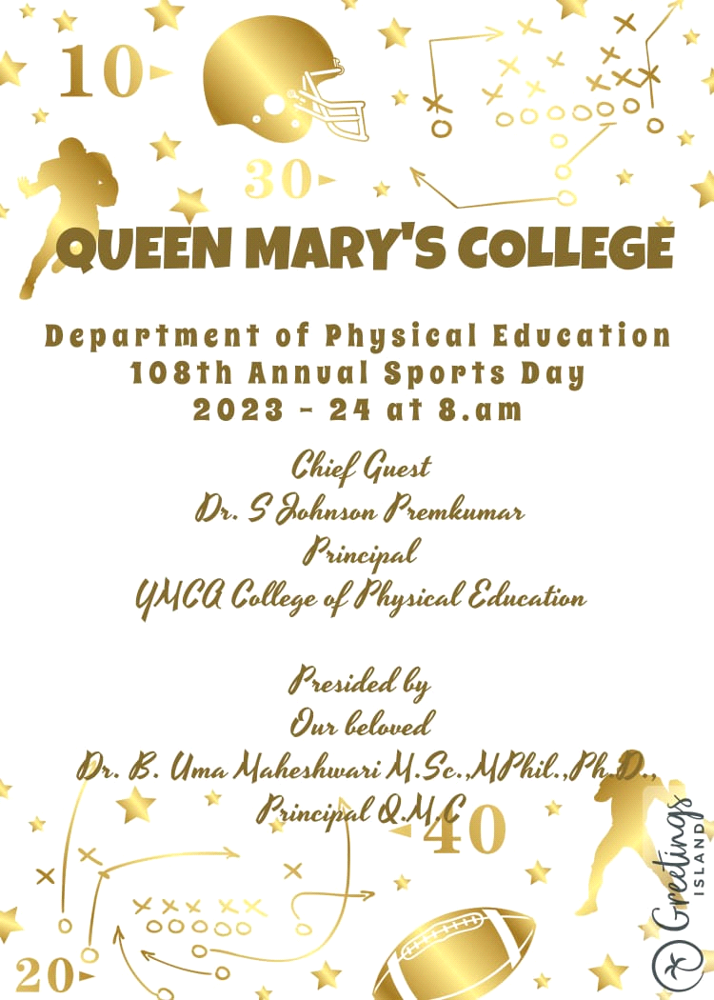 10
30
QUEEN MARY'S COLLEGE
Department of Physical Education
108th Annual Sports Day
2023 - 24 at 8.am
Chief Guest
Dr. S Johnson Premkumar
Principal
YMCA College of Physical Education
Presided by
Our beloved
Dr. B. Uma Maheshwari M.Sc.,MPhil.,Ph.D.,
Principal Q.M.C
40
20
Greetings
ISLAND